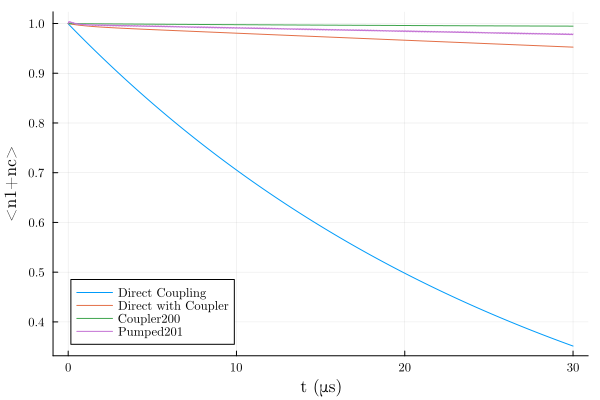 1.0
0.9
0.8
0.7
0.6
0.5
0.4
<n1+nc>
Direct Coupling
Direct with Coupler
Coupler200
Pumped201
0
10
20
30
t (μs)